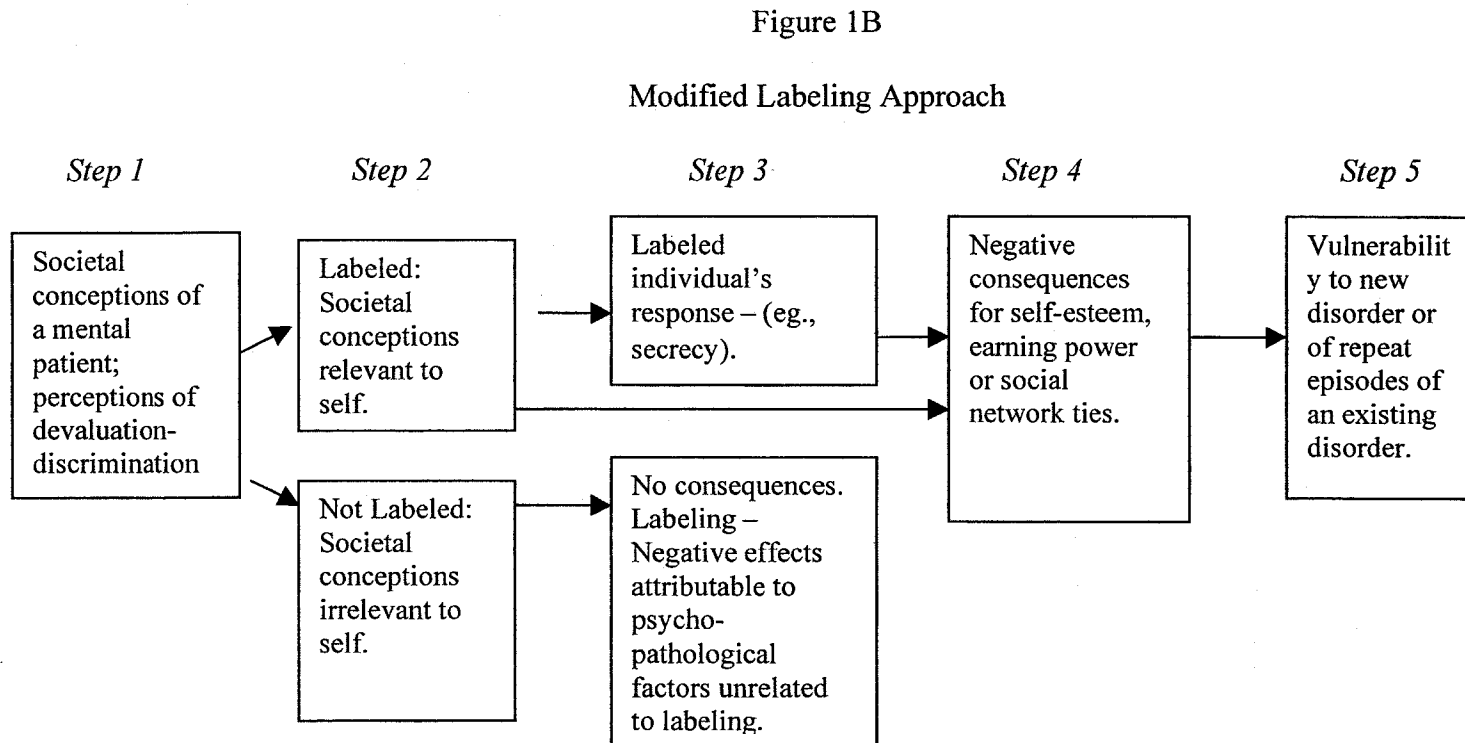 Figure 1B
Modified Labeling Approach
Step 1
Step 2
Step 3
Step 4
Step 5
Societal
conceptions of
a mental
patient;
perceptions of
devaluation-
discrimination
Labeled:
Societal
conceptions
relevant to
self.
Labeled
individual's
response – (eg.,
secrecy).
Negative
consequences
for self-esteem,
earning power
or social
network ties.
Vulnerabilit
y to new
disorder or
of repeat
episodes of
an existing
disorder.
Not Labeled:
Societal
conceptions
irrelevant to
self.
No consequences.
Labeling –
Negative effects
attributable to
psycho-
pathological
factors unrelated
to labeling.